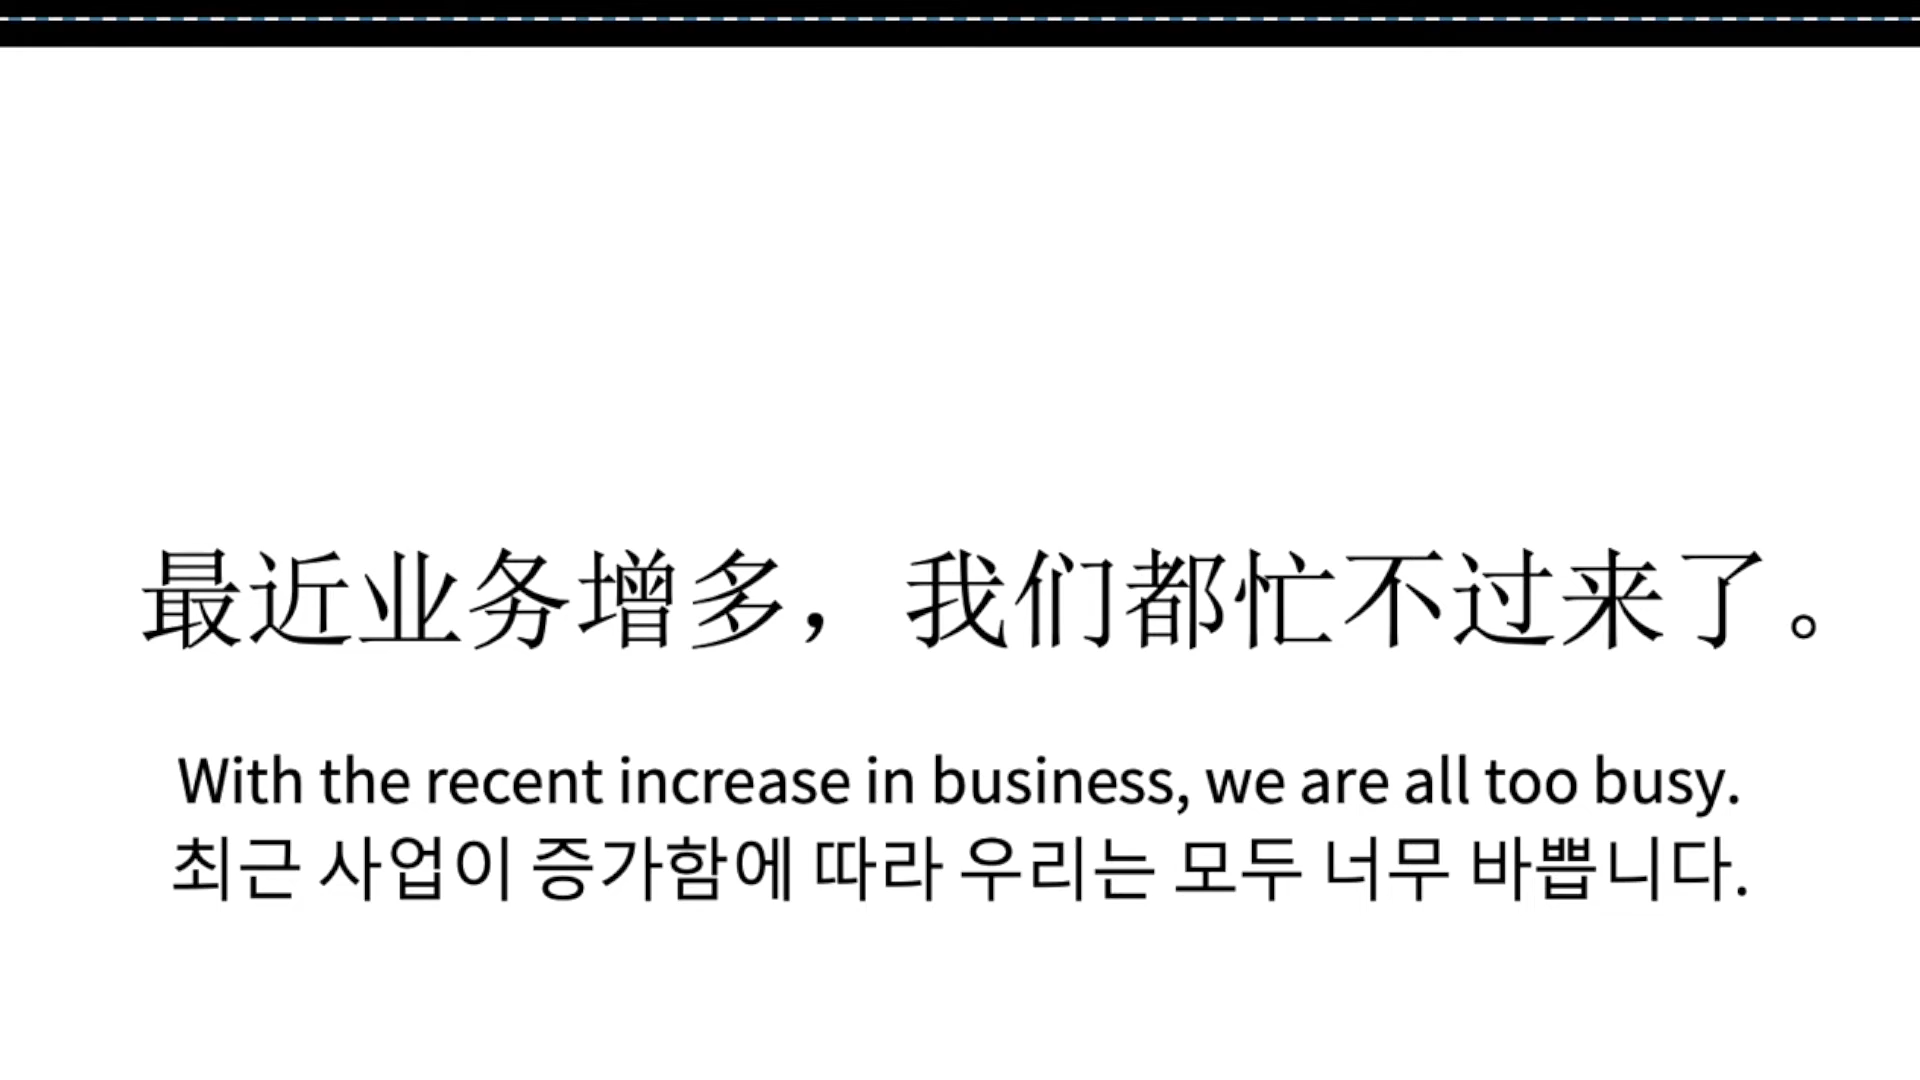 最近业务增多，我们都忙不过来了。
With the recent increase in business, we are all too busy.
최근 사업이 증가함에 따라 우리는 모두 너무 바쁩니다.